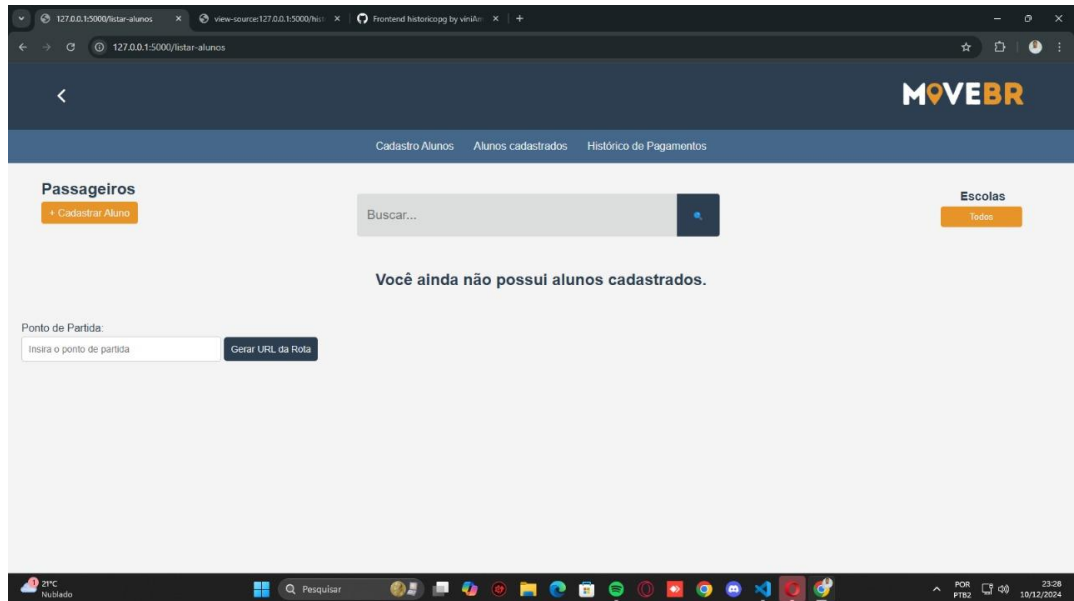 127.0.0.1:5000/listar-alunos
view-source:127.0.0.1:5000/hist
Frontend historicopg by viniAm
127.0.0.1:5000/listar-alunos
MOVEBR
Cadastro Alunos Alunos cadastrados Histórico de Pagamentos
Passageiros
+ Cadastrar Aluno
Buscar...
Escolas
Todos
Você ainda não possui alunos cadastrados.
Ponto de Partida:
Insira o ponto de partida
Gerar URL da Rota
1
21°C
Nublado
Pesquisar
POR
PTB2
23:28
10/12/2024